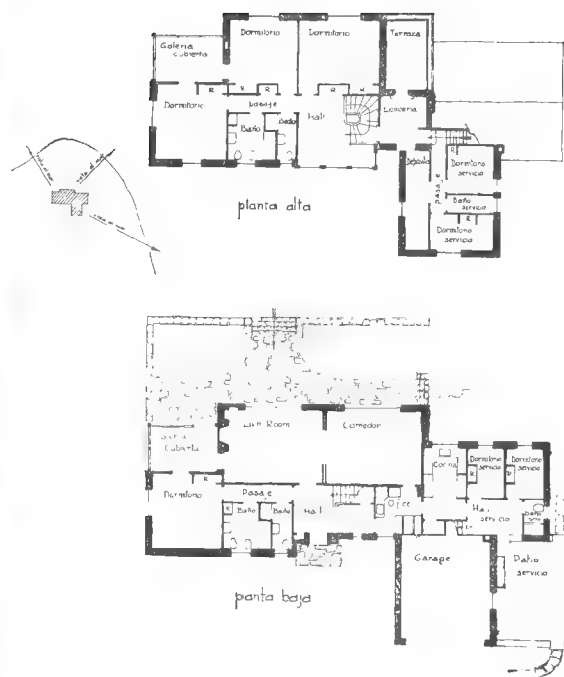 Galeria
cubierta
Dormitorio
Dormitorio
Terraza
R
R
R
R
Dormitorio
pasaje
Hall
Lenceria
Baño
Baño
Deposito
pasaje
R
Dormitorio
servicio
Baño
servicio
R
Dormitorio
servicio
planta alta
Room
Comedor
Cubierta
Cocina
Dormitorio
servicio
Dormitorio
servicio
R
R
R
Dormitorio
Pasaje
R
Baño
Baño
Hall
Office
Hall
servicio
Garage
Patio
servicio
planta baja